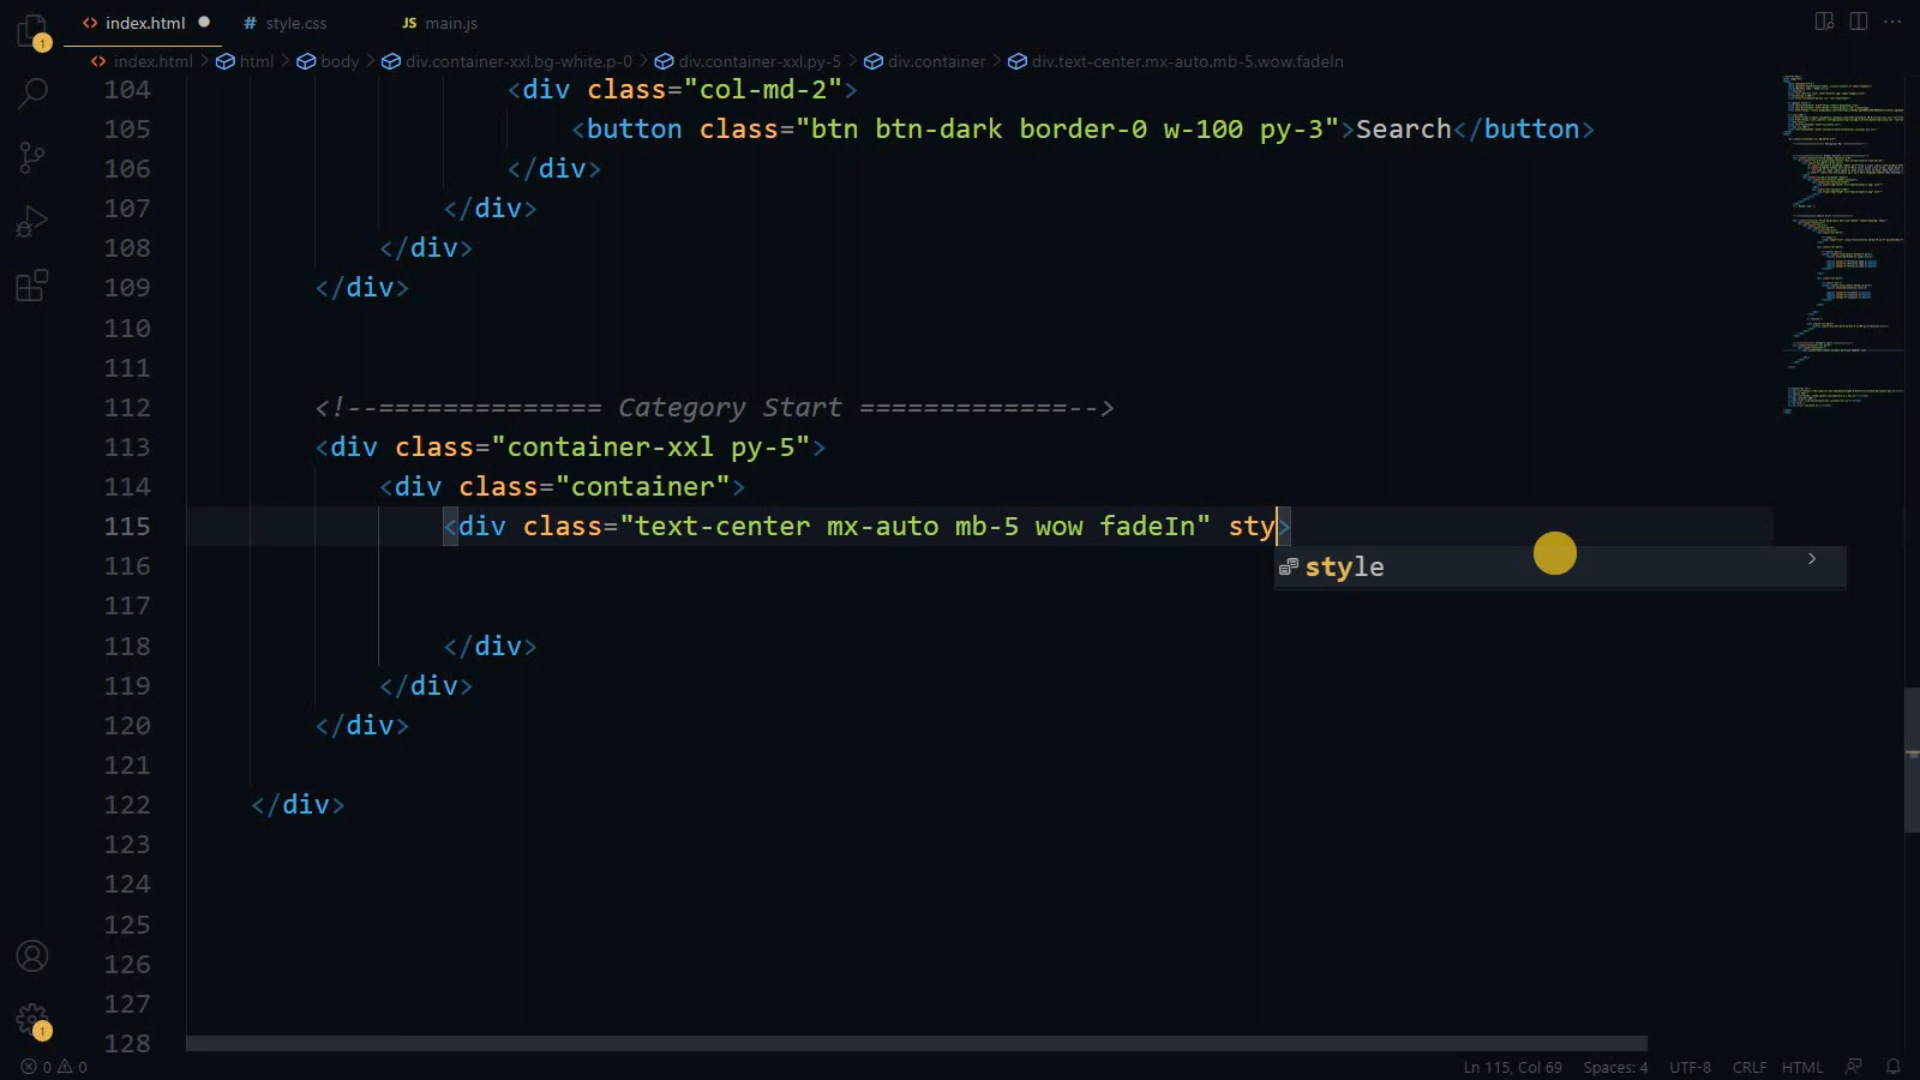 index.html
style.css
JS main.js
index.html > html > body > div.container-xxl.bg-white.p-0 > div.container-xxl.py-5 > div.container > div.text-center.mx-auto.mb-5.wow.fadeIn
104 <div class="col-md-2">
105 <button class="btn btn-dark border-0 w-100 py-3">Search</button>
106 </div>
107 </div>
108 </div>
109 </div>
110
111
112 <!--============== Category Start =============-->
113 <div class="container-xxl py-5">
114 <div class="container">
115 <div class="text-center mx-auto mb-5 wow fadeIn" sty>
style
116
117
118 </div>
119 </div>
120 </div>
121
122 </div>
123
124
125
126
127
128
1
1
0 0
Ln 115, Col 69
Spaces: 4
UTF-8
CRLF
HTML